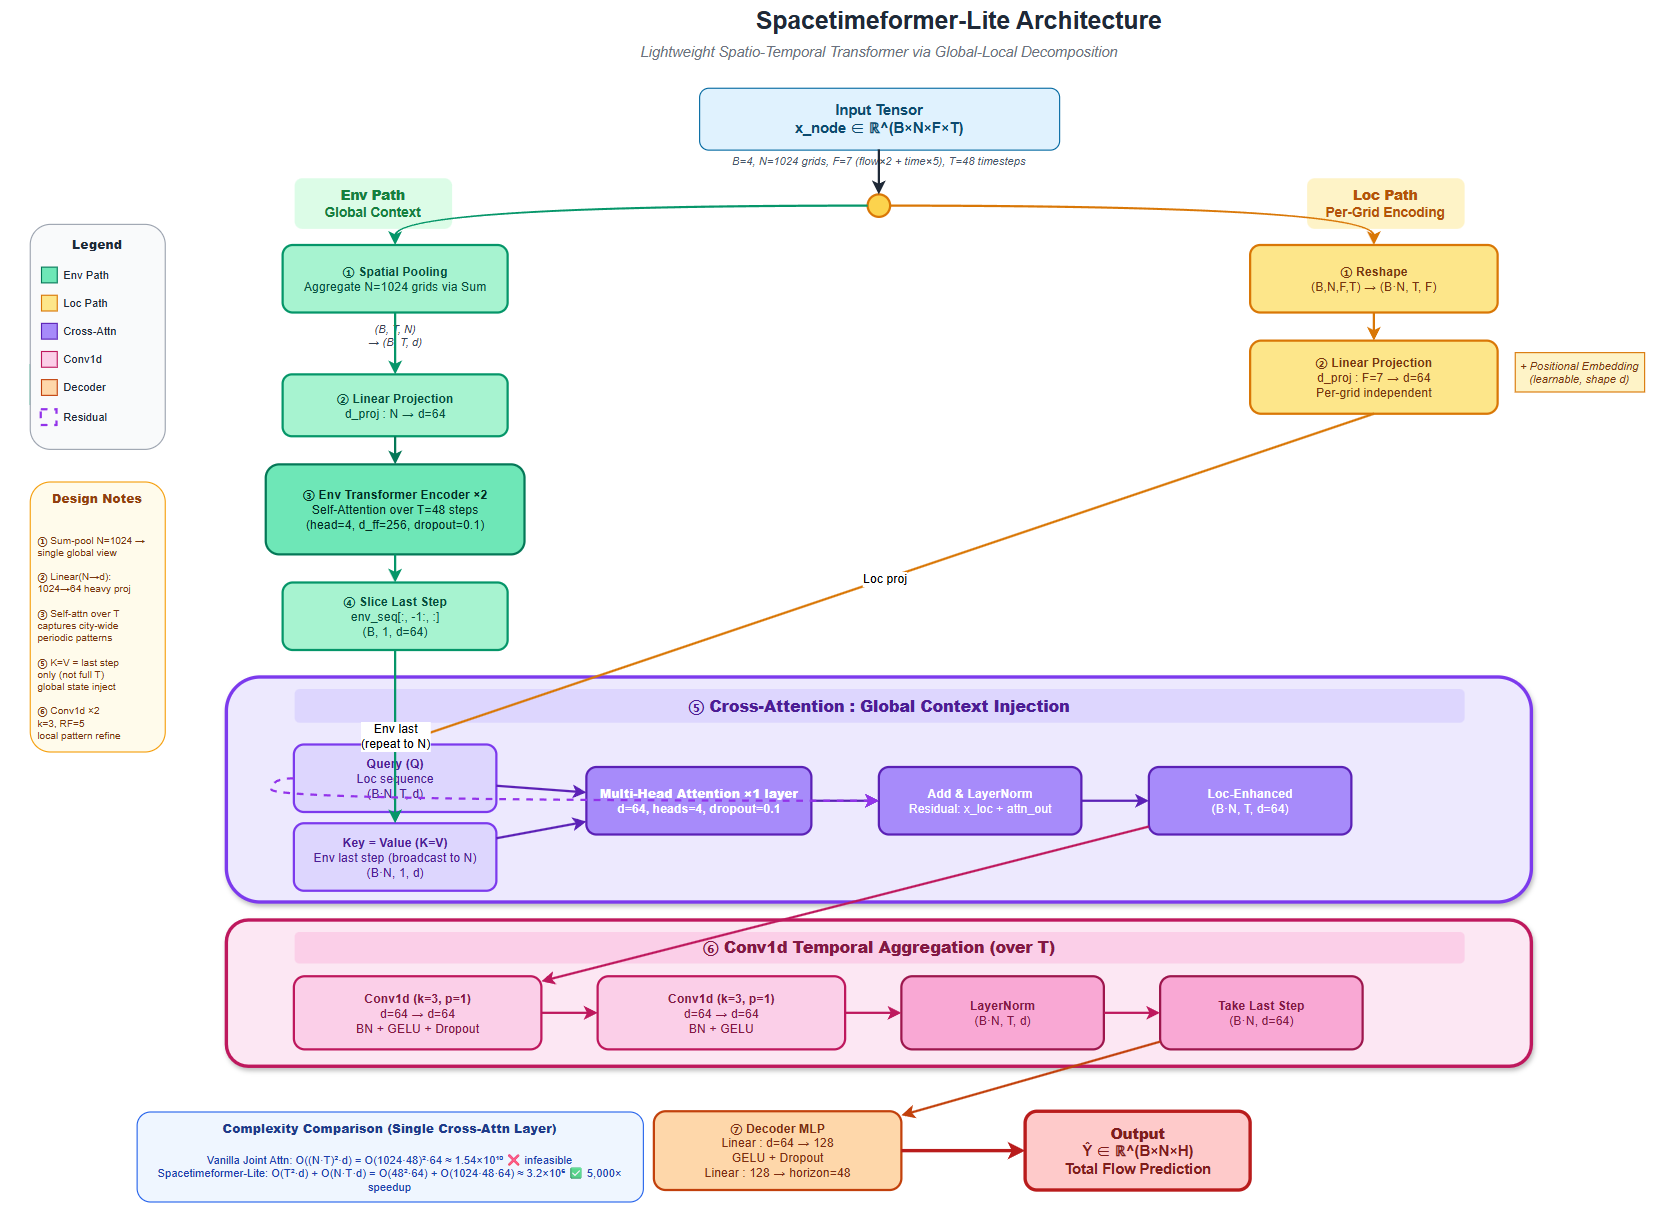 Spacetimeformer-Lite Architecture
Lightweight Spatio-Temporal Transformer via Global-Local Decomposition
Input Tensor
x_node ∈ ℝ^(B×N×F×T)
B=4, N=1024 grids, F=7 (flow×2 + time×5), T=48 timesteps
Env Path
Global Context
Loc Path
Per-Grid Encoding
Legend
Env Path
Loc Path
Cross-Attn
Conv1d
Decoder
Residual
① Spatial Pooling
Aggregate N=1024 grids via Sum
(B, T, N)
→ (B, T, d)
② Linear Projection
d_proj : N → d=64
③ Env Transformer Encoder ×2
Self-Attention over T=48 steps
(head=4, d_ff=256, dropout=0.1)
④ Slice Last Step
env_seq[:, -1:, :]
(B, 1, d=64)
① Reshape
(B,N,F,T) → (B·N, T, F)
② Linear Projection
d_proj : F=7 → d=64
Per-grid independent
+ Positional Embedding
(learnable, shape d)
Loc proj
Design Notes
① Sum-pool N=1024 →
single global view
② Linear(N→d):
1024→64 heavy proj
③ Self-attn over T
captures city-wide
periodic patterns
⑤ K=V = last step
only (not full T)
global state inject
⑥ Conv1d ×2
k=3, RF=5
local pattern refine
⑤ Cross-Attention : Global Context Injection
Env last
(repeat to N)
Query (Q)
Loc sequence
(B·N, T, d)
Key = Value (K=V)
Env last step (broadcast to N)
(B·N, 1, d)
Multi-Head Attention ×1 layer
d=64, heads=4, dropout=0.1
Add & LayerNorm
Residual: x_loc + attn_out
Loc-Enhanced
(B·N, T, d=64)
⑥ Conv1d Temporal Aggregation (over T)
Conv1d (k=3, p=1)
d=64 → d=64
BN + GELU + Dropout
Conv1d (k=3, p=1)
d=64 → d=64
BN + GELU
LayerNorm
(B·N, T, d)
Take Last Step
(B·N, d=64)
Complexity Comparison (Single Cross-Attn Layer)
Vanilla Joint Attn: O((N·T)²·d) = O(1024·48)²·64 ≈ 1.54×10¹⁰ ❌ infeasible
Spacetimeformer-Lite: O(T²·d) + O(N·T·d) = O(48²·64) + O(1024·48·64) ≈ 3.2×10⁶ ✅ 5,000×
speedup
⑦ Decoder MLP
Linear : d=64 → 128
GELU + Dropout
Linear : 128 → horizon=48
Output
Ŷ ∈ ℝ^(B×N×H)
Total Flow Prediction